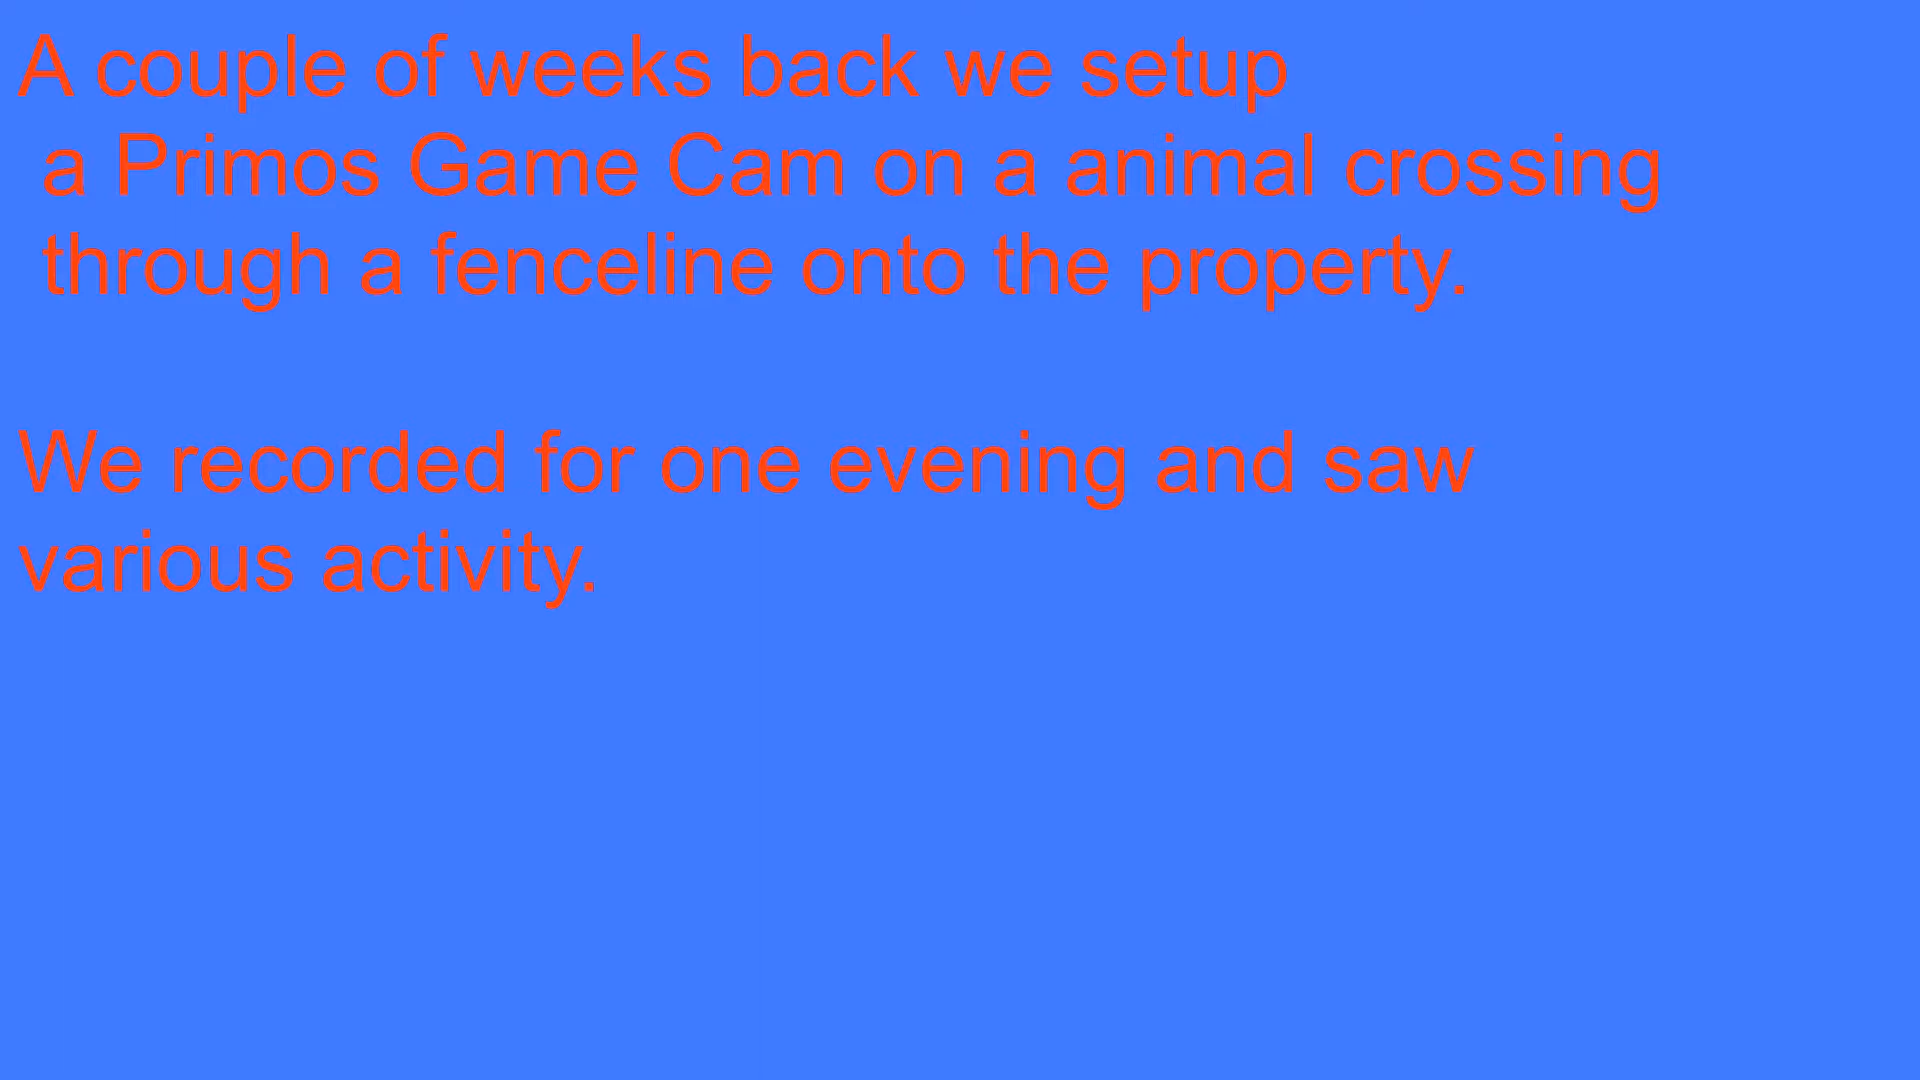 A couple of weeks back we setup
a Primos Game Cam on a animal crossing
through a fenceline onto the property.
We recorded for one evening and saw
various activity.